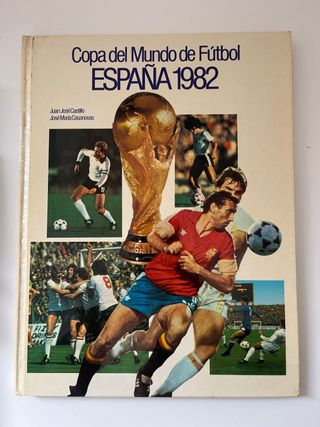 Copa del Mundo de Fútbol
ESPAÑA 1982
Juan José Castillo
José María Casanovas